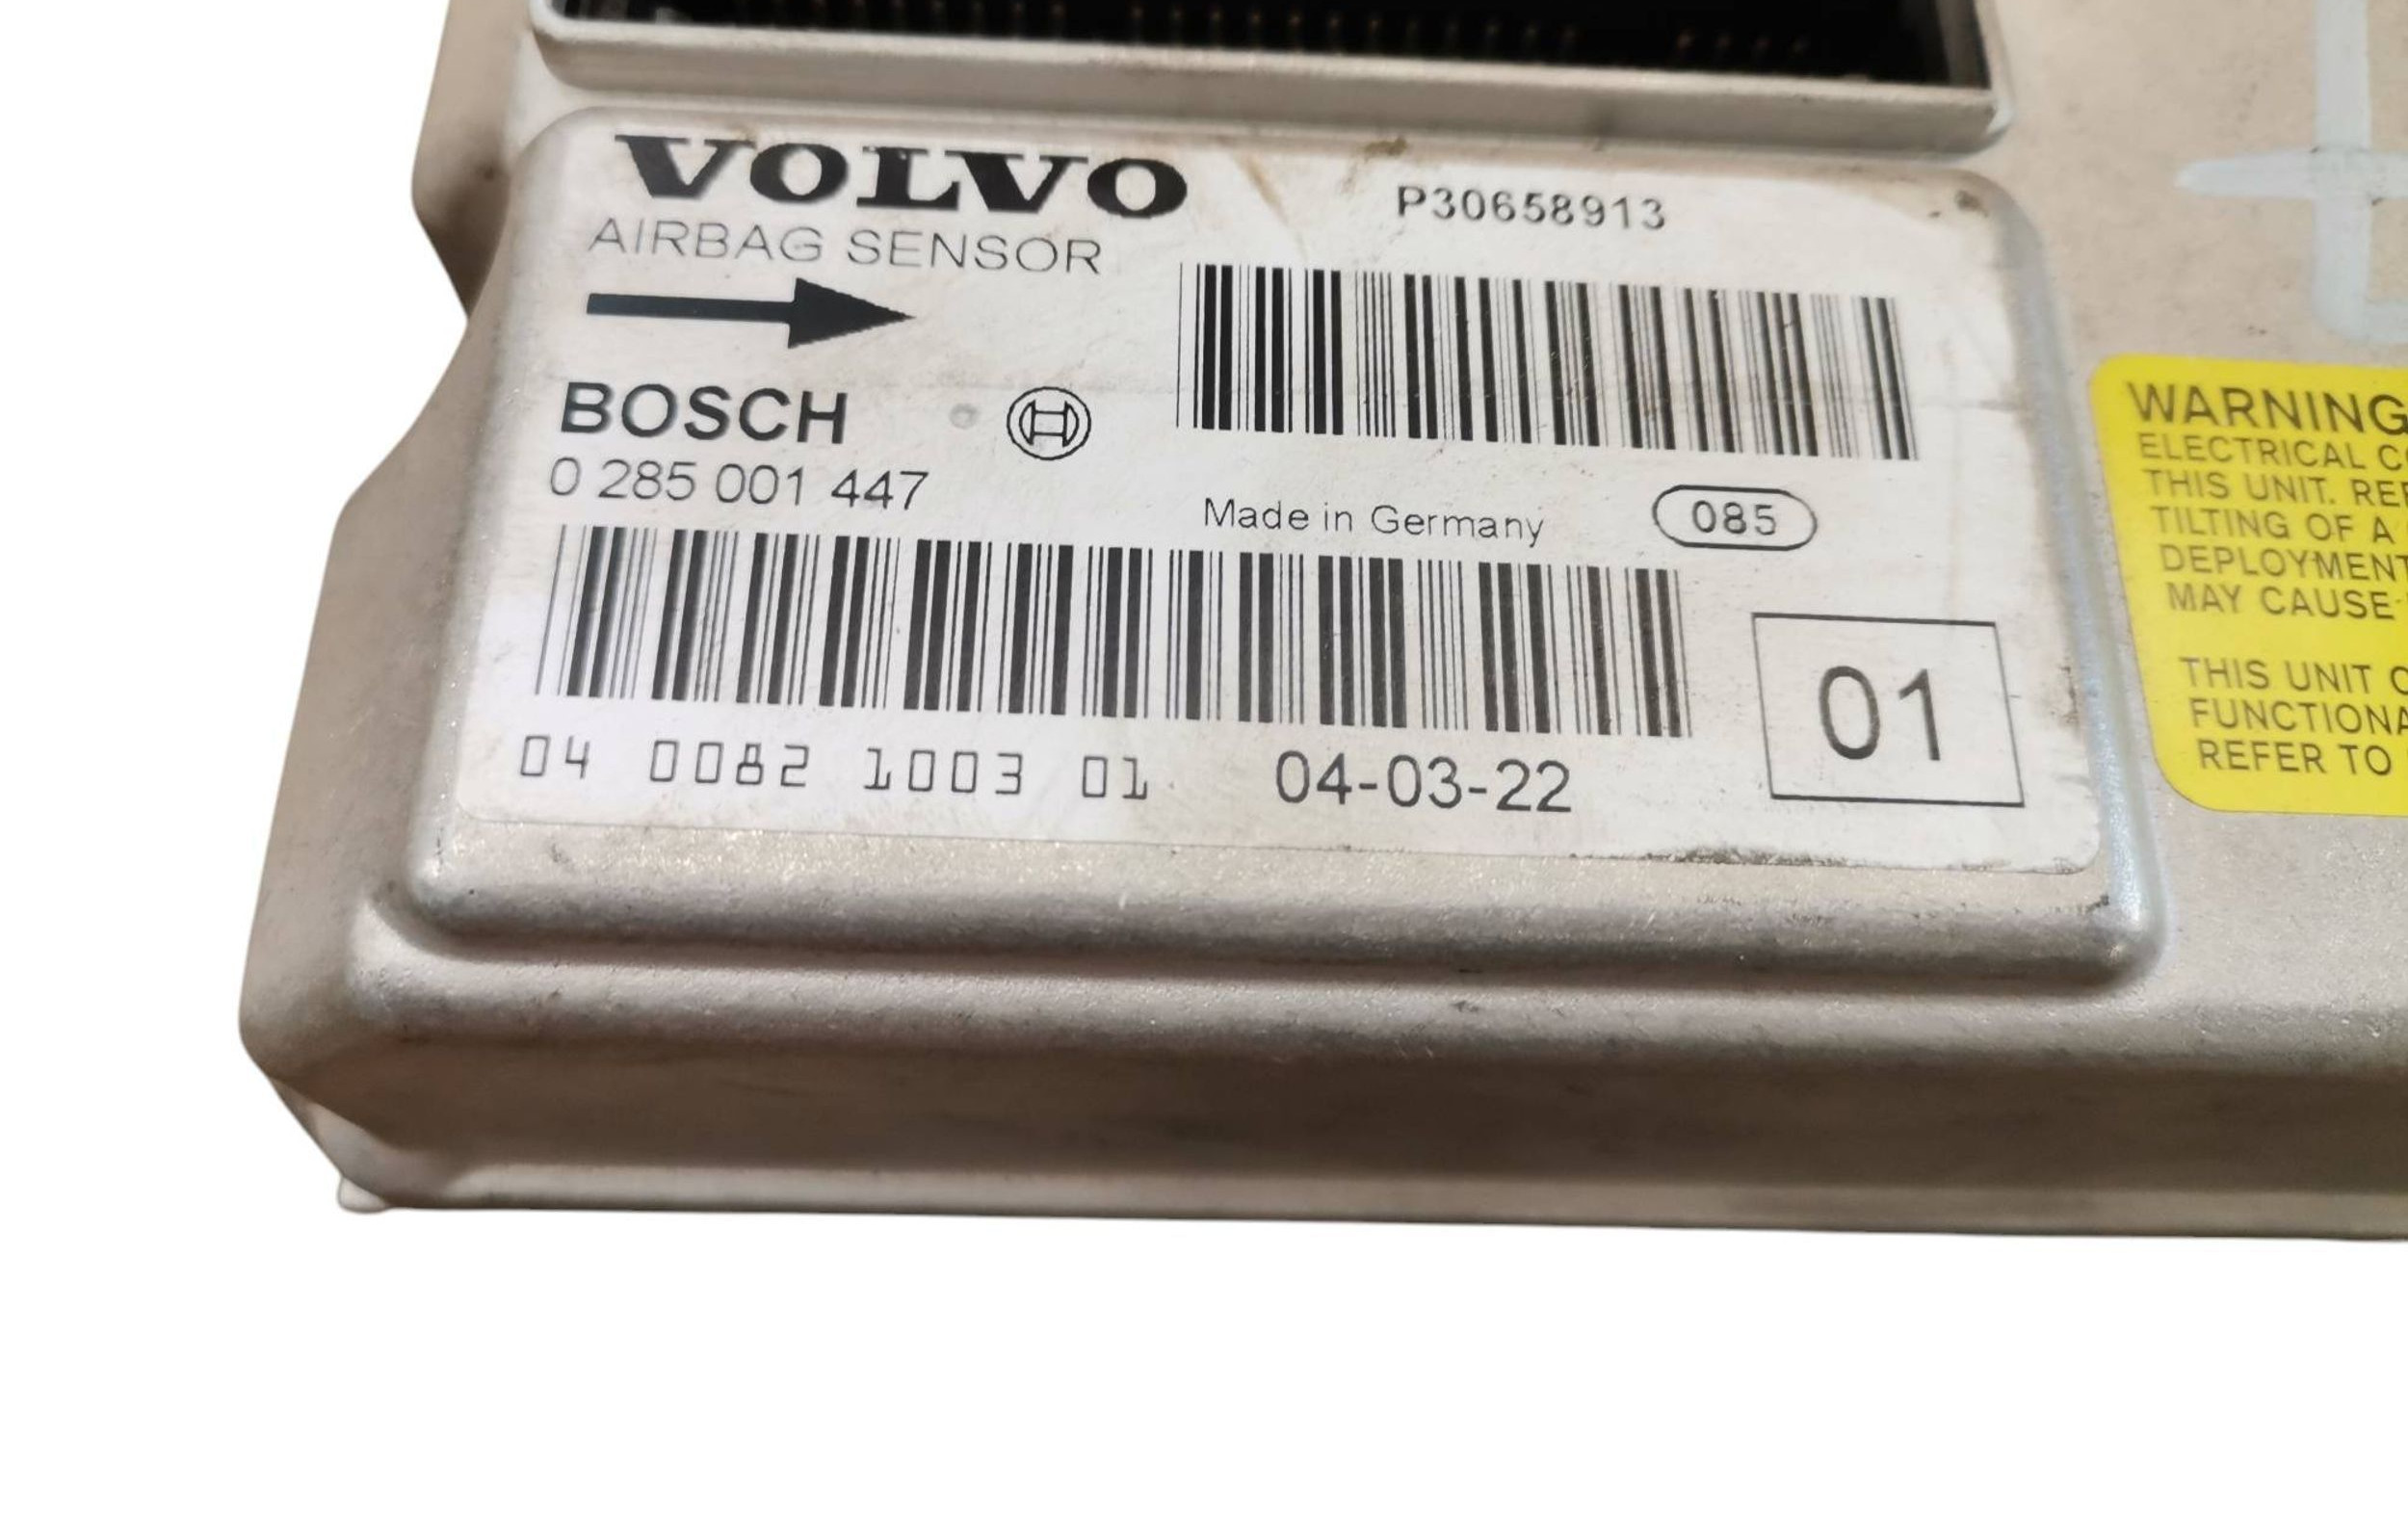 VOLVO
P30658913
AIRBAG SENSOR
BOSCH
0 285 001 447
Made in Germany
085
01
04 0082 1003 01
04-03-22
WARNING
ELECTRICAL
THIS UNIT.
TILTING OF A
DEPLOYMENT
MAY CAUSE
THIS UNIT
REFER TO